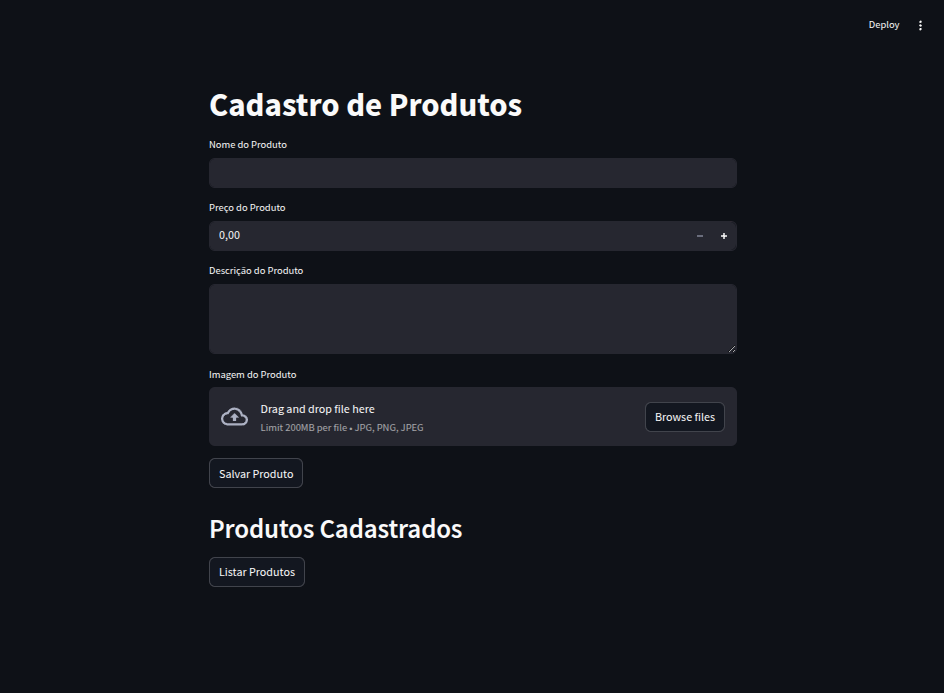 Deploy
Cadastro de Produtos
Nome do Produto
Preço do Produto
0,00
Descrição do Produto
Imagem do Produto
Drag and drop file here
Limit 200MB per file • JPG, PNG, JPEG
Browse files
Salvar Produto
Produtos Cadastrados
Listar Produtos